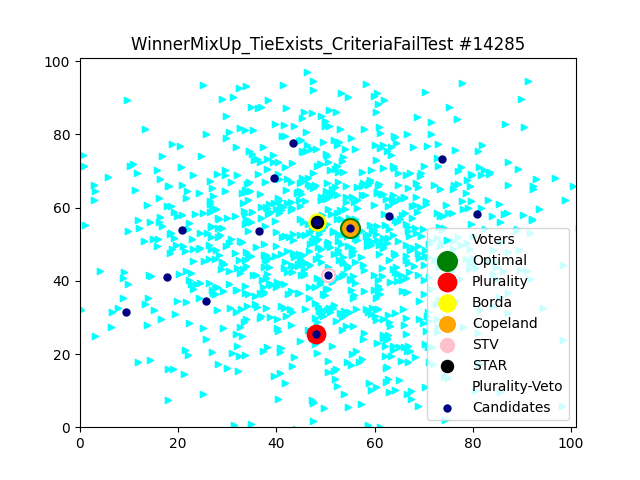 WinnerMixUp_TieExists_CriteriaFailTest #14285
100
80
60
40
20
0
0
20
40
60
80
100
Voters
Optimal
Plurality
Borda
Copeland
STV
STAR
Plurality-Veto
Candidates